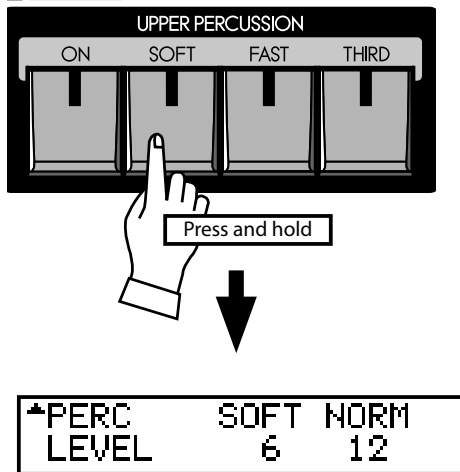 UPPER PERCUSSION
ON SOFT FAST THIRD
Press and hold
PERC SOFT NORM
LEVEL 6 12